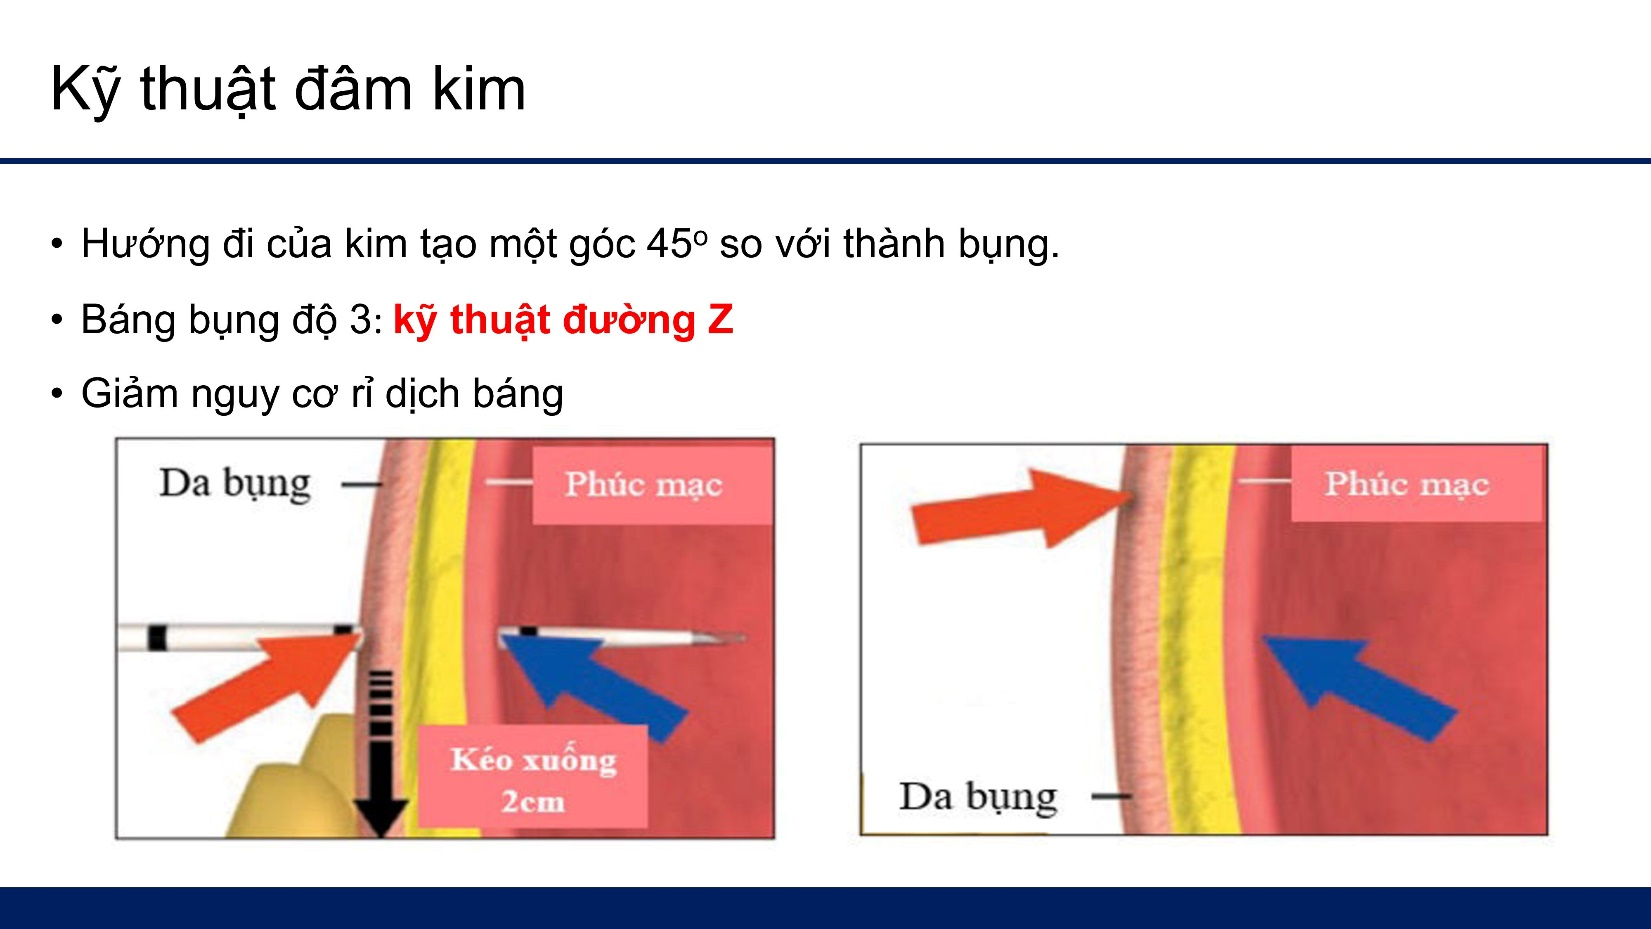 Kỹ thuật đâm kim
• Hướng đi của kim tạo một góc 45º so với thành bụng.
• Báng bụng độ 3: kỹ thuật đường Z
• Giảm nguy cơ rỉ dịch báng
Da bụng
Phúc mạc
Kéo xuống
2cm
Phúc mạc
Da bụng